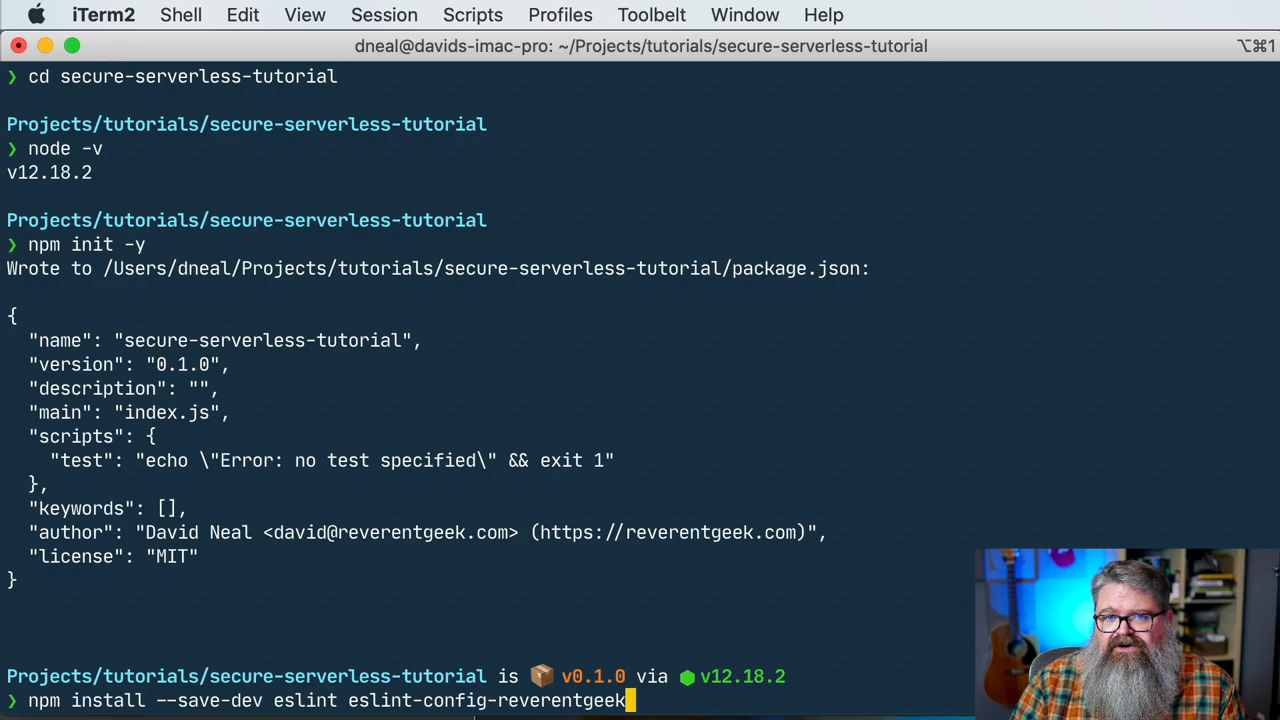 iTerm2 Shell Edit View Session Scripts Profiles Toolbelt Window Help
dneal@davids-imac-pro: ~/Projects/tutorials/secure-serverless-tutorial ⌥⌘1
❯ cd secure-serverless-tutorial
Projects/tutorials/secure-serverless-tutorial
❯ node -v
v12.18.2
Projects/tutorials/secure-serverless-tutorial
❯ npm init -y
Wrote to /Users/dneal/Projects/tutorials/secure-serverless-tutorial/package.json:
{
"name": "secure-serverless-tutorial",
"version": "0.1.0",
"description": "",
"main": "index.js",
"scripts": {
"test": "echo \"Error: no test specified\" && exit 1"
},
"keywords": [],
"author": "David Neal <david@reverentgeek.com> (https://reverentgeek.com)",
"license": "MIT"
}
Projects/tutorials/secure-serverless-tutorial is 📦 v0.1.0 via ⬢ v12.18.2
❯ npm install --save-dev eslint eslint-config-reverentgeek